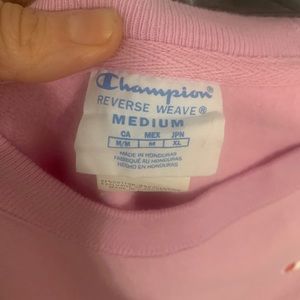 Champion
REVERSE WEAVE®
MEDIUM
CA MEX JPN
M/M M XL
MADE IN HONDURAS
FABRIQUÉ AU HONDURAS
HECHO EN HONDURAS